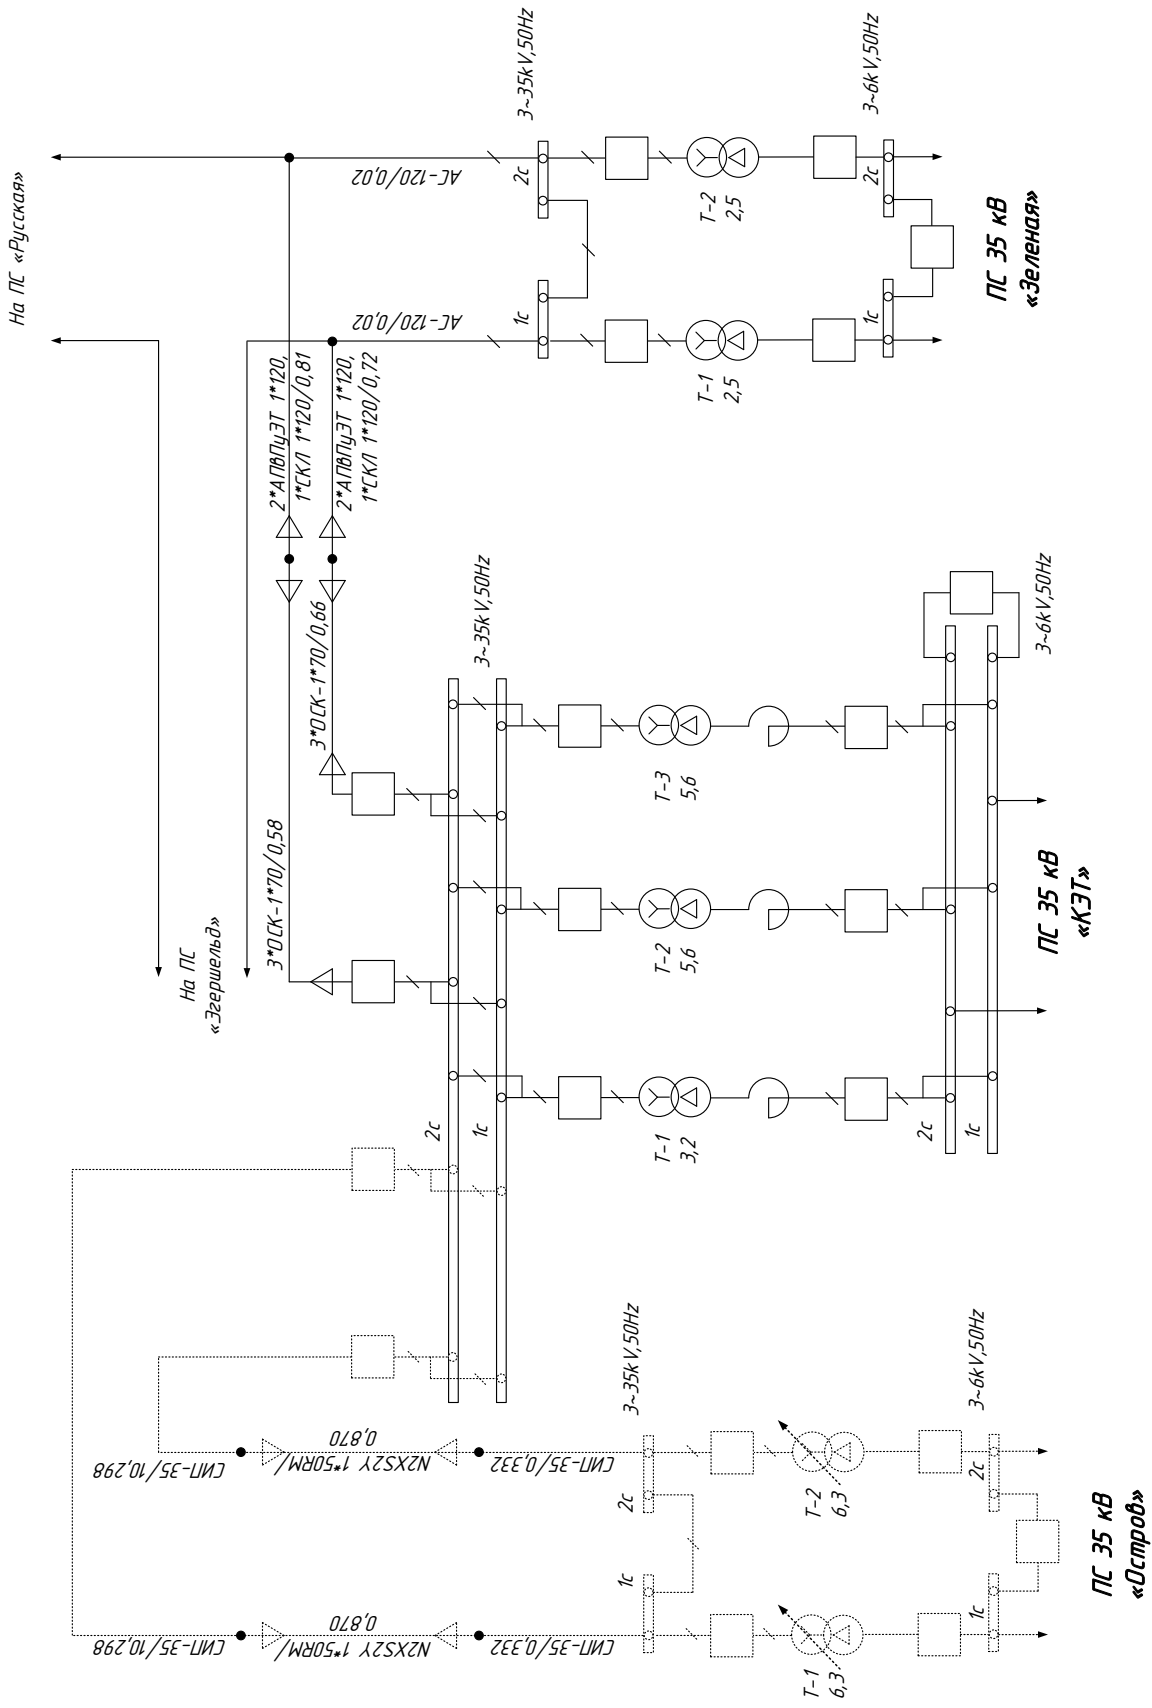 На ПС «Русская»
АС-120/0,02
АС-120/0,02
3~35kV,50Hz
2с
1с
Т-2
2,5
Т-1
2,5
3~6kV,50Hz
2с
1с
ПС 35 кВ
«Зеленая»
2*АПвПуЭТ 1*120,
1*СКЛ 1*120/0,81
2*АПвПуЭТ 1*120,
1*СКЛ 1*120/0,72
3*ОСК-1*70/0,66
3*ОСК-1*70/0,58
На ПС
«Эгершельд»
3~35kV,50Hz
2с
1с
Т-3
5,6
Т-2
5,6
Т-1
3,2
3~6kV,50Hz
2с
1с
ПС 35 кВ
«КЭТ»
СИП-35/10,298
N2XS2Y 1*50RM/
0,870
СИП-35/0,332
СИП-35/10,298
N2XS2Y 1*50RM/
0,870
СИП-35/0,332
3~35kV,50Hz
2с
1с
Т-2
6,3
Т-1
6,3
3~6kV,50Hz
2с
1с
ПС 35 кВ
«Остров»